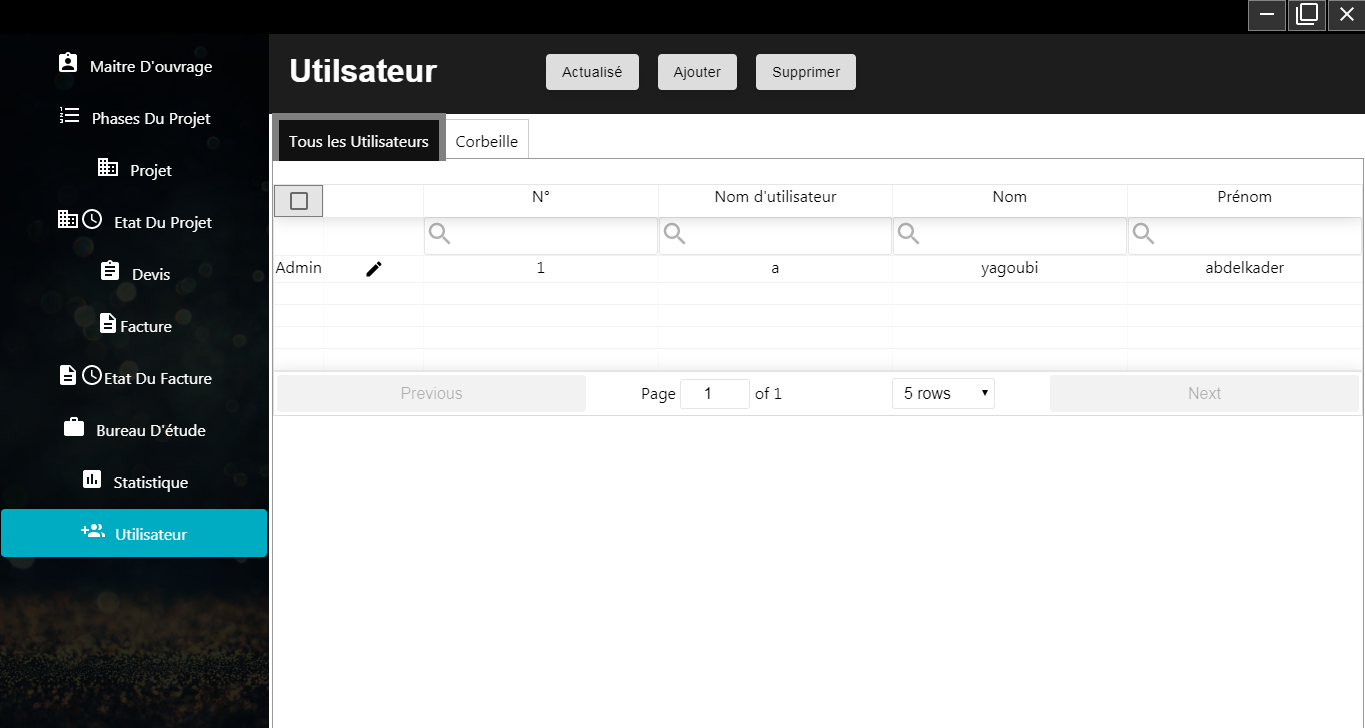 Maitre D'ouvrage
Phases Du Projet
Projet
Etat Du Projet
Devis
Facture
Etat Du Facture
Bureau D'étude
Statistique
Utilisateur
Utilsateur
Actualisé
Ajouter
Supprimer
Tous les Utilisateurs
Corbeille
N° Nom d'utilisateur Nom Prénom
Admin 1 a yagoubi abdelkader
Previous Page 1 of 1 5 rows Next